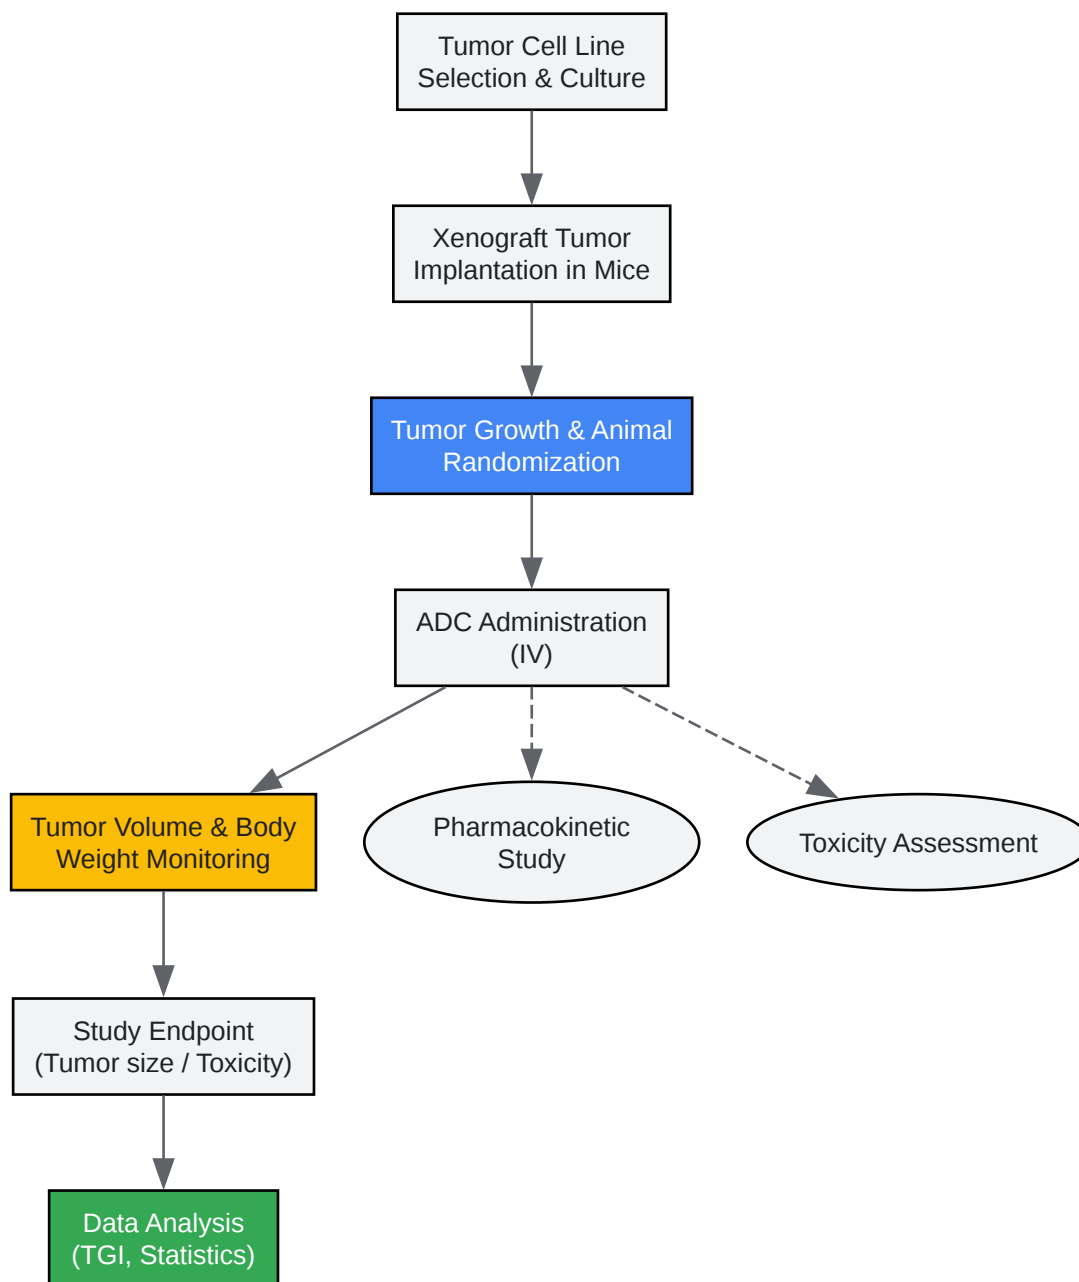 Tumor Cell Line
Selection & Culture
Xenograft Tumor
Implantation in Mice
Tumor Growth & Animal
Randomization
ADC Administration
(IV)
Tumor Volume & Body
Weight Monitoring
Pharmacokinetic
Study
Toxicity Assessment
Study Endpoint
(Tumor size / Toxicity)
Data Analysis
(TGI, Statistics)